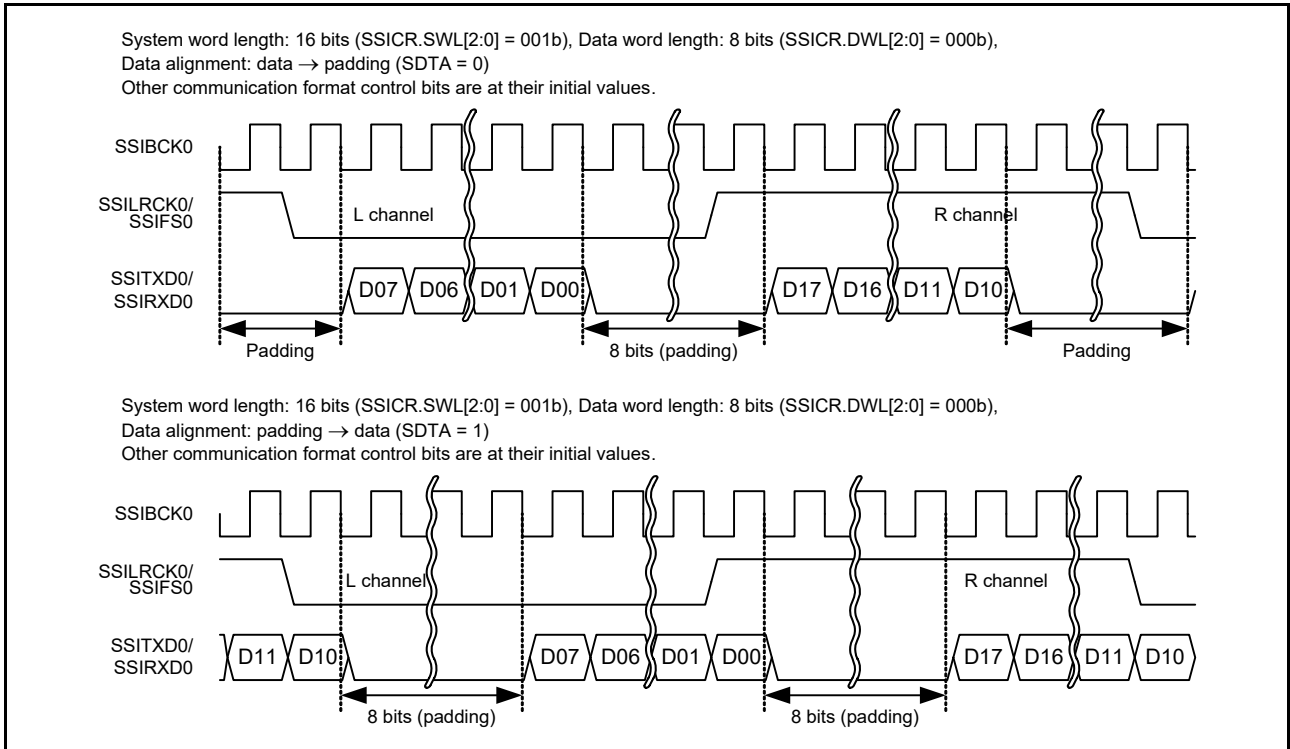 System word length: 16 bits (SSICR.SWL[2:0] = 001b), Data word length: 8 bits (SSICR.DWL[2:0] = 000b),
Data alignment: data → padding (SDTA = 0)
Other communication format control bits are at their initial values.
SSIBCK0
SSILRCK0/
SSIFS0
L channel
R channel
SSITXD0/
SSIRXD0
D07 D06 D01 D00 D17 D16 D11 D10
Padding 8 bits (padding) Padding
System word length: 16 bits (SSICR.SWL[2:0] = 001b), Data word length: 8 bits (SSICR.DWL[2:0] = 000b),
Data alignment: padding → data (SDTA = 1)
Other communication format control bits are at their initial values.
SSIBCK0
SSILRCK0/
SSIFS0
L channel
R channel
SSITXD0/
SSIRXD0
D11 D10 D07 D06 D01 D00 D17 D16 D11 D10
8 bits (padding) 8 bits (padding)